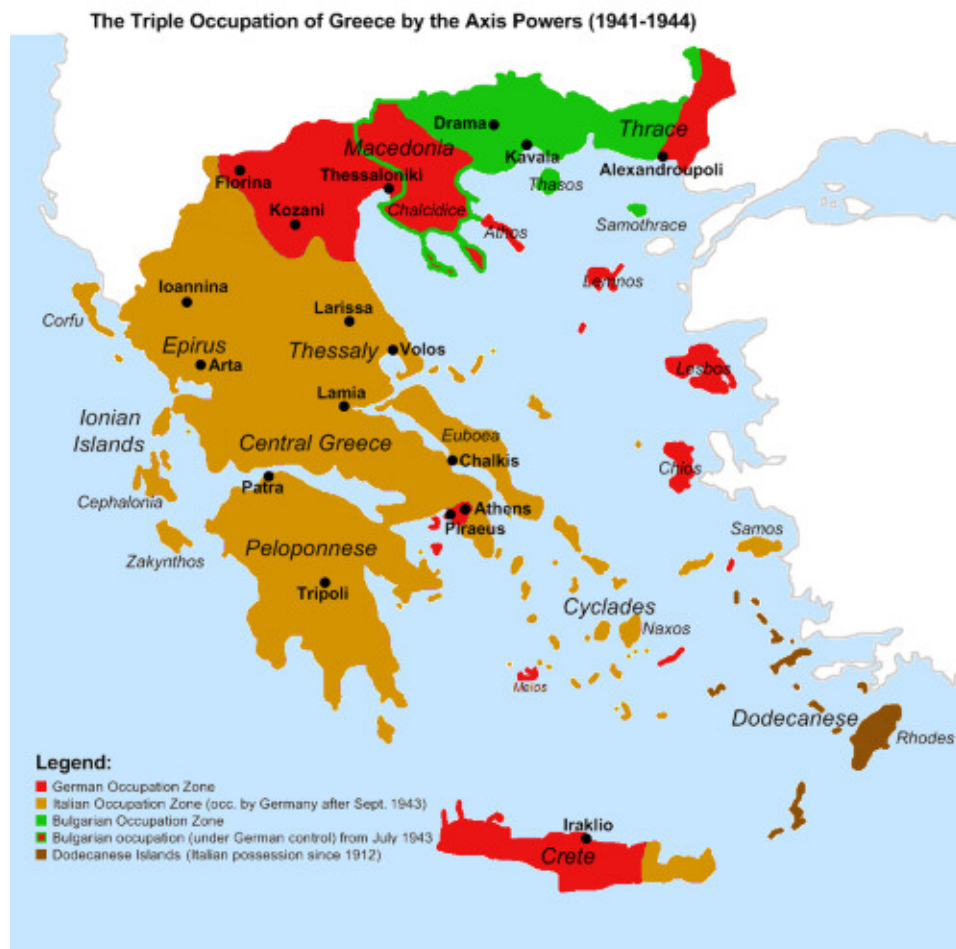 The Triple Occupation of Greece by the Axis Powers (1941-1944)
Drama
Thrace
Macedonia
Kavala
Alexandroupoli
Florina
Thessaloniki
Thasos
Kozani
Chalcidice
Samothrace
Athos
Lemnos
Ioannina
Larissa
Corfu
Epirus
Thessaly
Volos
Arta
Lesbos
Lamia
Ionian
Islands
Central Greece
Euboea
Chalkis
Chios
Patra
Cephalonia
Athens
Piraeus
Samos
Zakynthos
Peloponnese
Tripoli
Cyclades
Naxos
Melos
Dodecanese
Rhodes
Legend:
German Occupation Zone
Italian Occupation Zone (occ. by Germany after Sept. 1943)
Bulgarian Occupation Zone
Bulgarian occupation (under German control) from July 1943
Dodecanese Islands (Italian possession since 1912)
Iraklio
Crete